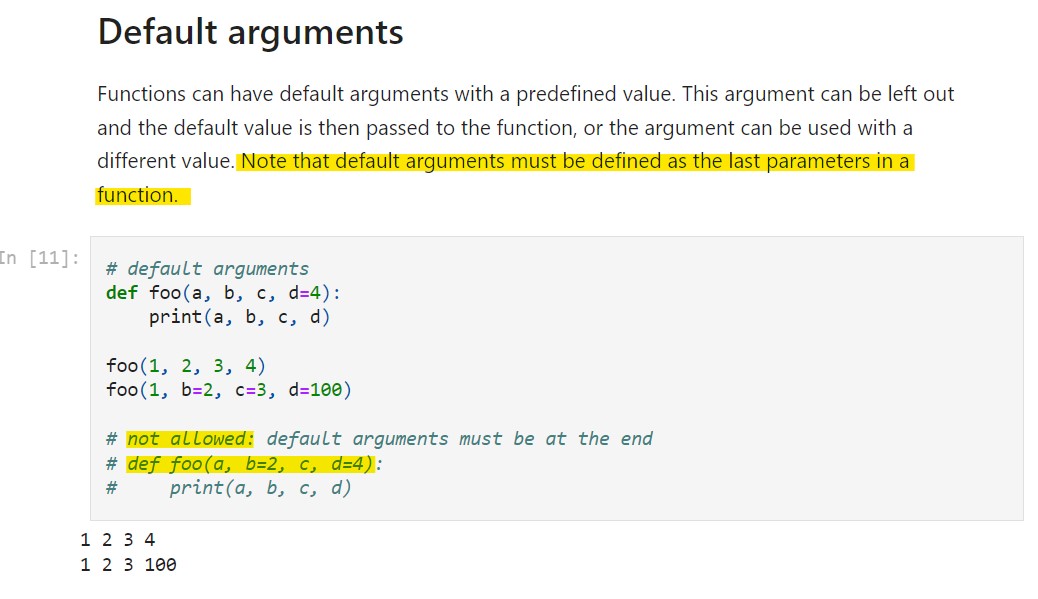 Default arguments
Functions can have default arguments with a predefined value. This argument can be left out
and the default value is then passed to the function, or the argument can be used with a
different value. Note that default arguments must be defined as the last parameters in a
function.
In [11]:
# default arguments
def foo(a, b, c, d=4):
    print(a, b, c, d)
foo(1, 2, 3, 4)
foo(1, b=2, c=3, d=100)
# not allowed: default arguments must be at the end
# def foo(a, b=2, c, d=4):
#     print(a, b, c, d)
1 2 3 4
1 2 3 100